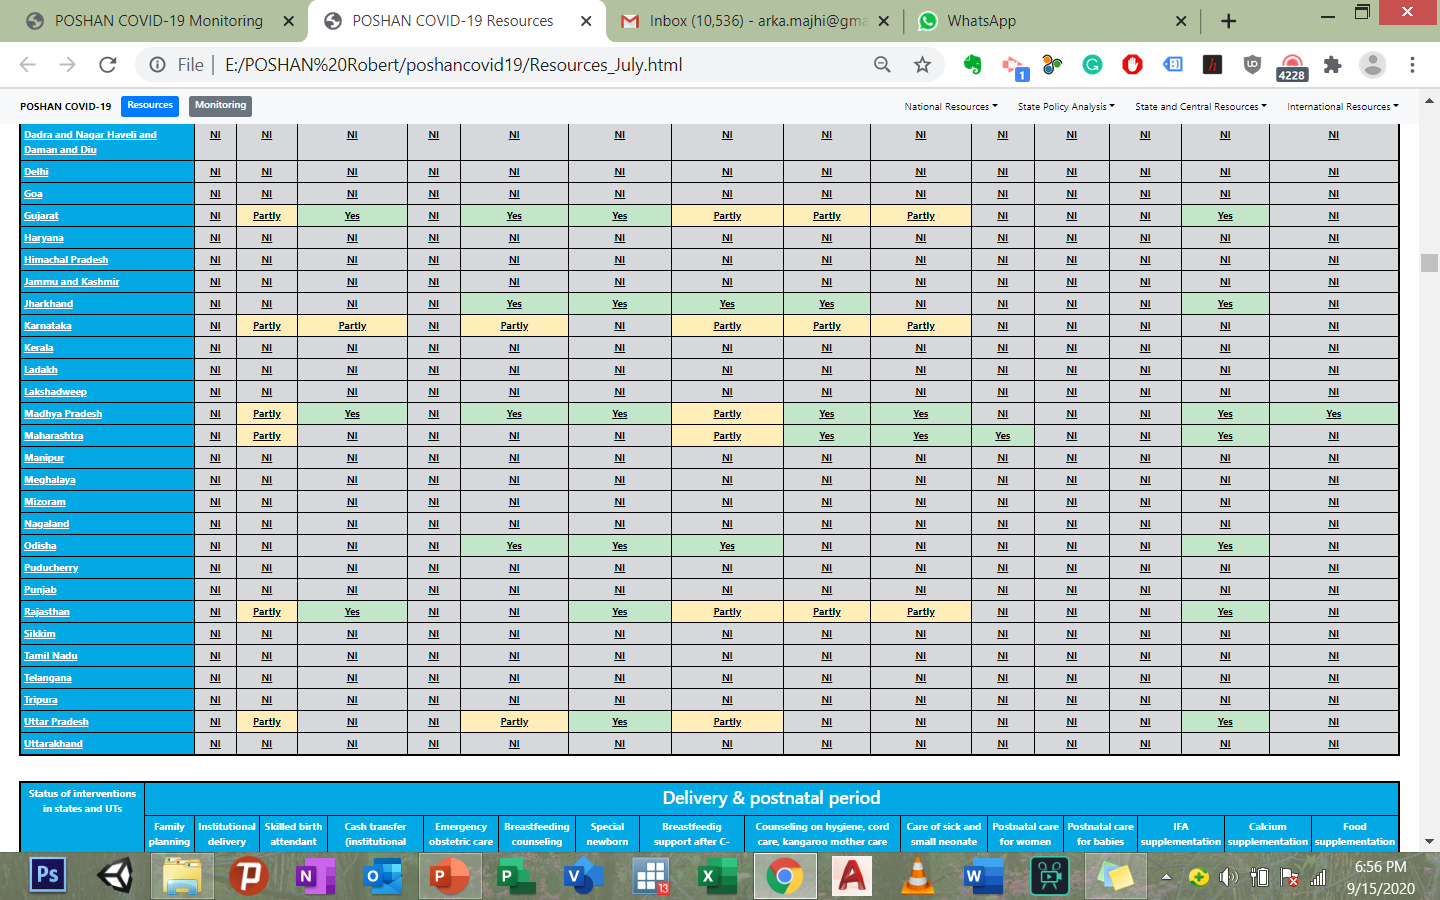 POSHAN COVID-19 Monitoring
POSHAN COVID-19 Resources
Inbox (10,536) - arka.majhi@gma
WhatsApp
File | E:/POSHAN%20Robert/poshancovid19/Resources_July.html
1
4228
POSHAN COVID-19 Resources Monitoring National Resources State Policy Analysis State and Central Resources International Resources
Dadra and Nagar Haveli and
Daman and Diu NI NI NI NI NI NI NI NI NI NI NI NI NI NI
Delhi NI NI NI NI NI NI NI NI NI NI NI NI NI NI
Goa NI NI NI NI NI NI NI NI NI NI NI NI NI NI
Gujarat NI Partly Yes NI Yes Yes Partly Partly Partly NI NI NI Yes NI
Haryana NI NI NI NI NI NI NI NI NI NI NI NI NI NI
Himachal Pradesh NI NI NI NI NI NI NI NI NI NI NI NI NI NI
Jammu and Kashmir NI NI NI NI NI NI NI NI NI NI NI NI NI NI
Jharkhand NI NI NI NI Yes Yes Yes Yes NI NI NI NI Yes NI
Karnataka NI Partly Partly NI Partly NI Partly Partly Partly NI NI NI NI NI
Kerala NI NI NI NI NI NI NI NI NI NI NI NI NI NI
Ladakh NI NI NI NI NI NI NI NI NI NI NI NI NI NI
Lakshadweep NI NI NI NI NI NI NI NI NI NI NI NI NI NI
Madhya Pradesh NI Partly Yes NI Yes Yes Partly Yes Yes NI NI NI Yes Yes
Maharashtra NI Partly NI NI NI NI Partly Yes Yes Yes NI NI Yes NI
Manipur NI NI NI NI NI NI NI NI NI NI NI NI NI NI
Meghalaya NI NI NI NI NI NI NI NI NI NI NI NI NI NI
Mizoram NI NI NI NI NI NI NI NI NI NI NI NI NI NI
Nagaland NI NI NI NI NI NI NI NI NI NI NI NI NI NI
Odisha NI NI NI NI Yes Yes Yes NI NI NI NI NI Yes NI
Puducherry NI NI NI NI NI NI NI NI NI NI NI NI NI NI
Punjab NI NI NI NI NI NI NI NI NI NI NI NI NI NI
Rajasthan NI Partly Yes NI NI Yes Partly Partly Partly NI NI NI Yes NI
Sikkim NI NI NI NI NI NI NI NI NI NI NI NI NI NI
Tamil Nadu NI NI NI NI NI NI NI NI NI NI NI NI NI NI
Telangana NI NI NI NI NI NI NI NI NI NI NI NI NI NI
Tripura NI NI NI NI NI NI NI NI NI NI NI NI NI NI
Uttar Pradesh NI Partly NI NI Partly Yes Partly NI NI NI NI NI Yes NI
Uttarakhand NI NI NI NI NI NI NI NI NI NI NI NI NI NI
Status of interventions
in states and UTs
Delivery & postnatal period
Family
planning
Institutional
delivery
Skilled birth
attendant
Cash transfer
(institutional
Emergency
obstetric care
Breastfeeding
counseling
Special
newborn
Breastfeedig
support after C-
Counseling on hygiene, cord
care, kangaroo mother care
Care of sick and
small neonate
Postnatal care
for women
Postnatal care
for babies
IFA
supplementation
Calcium
supplementation
Food
supplementation
Ps
N
P
P
V
13
X
A
W
6:56 PM
9/15/2020